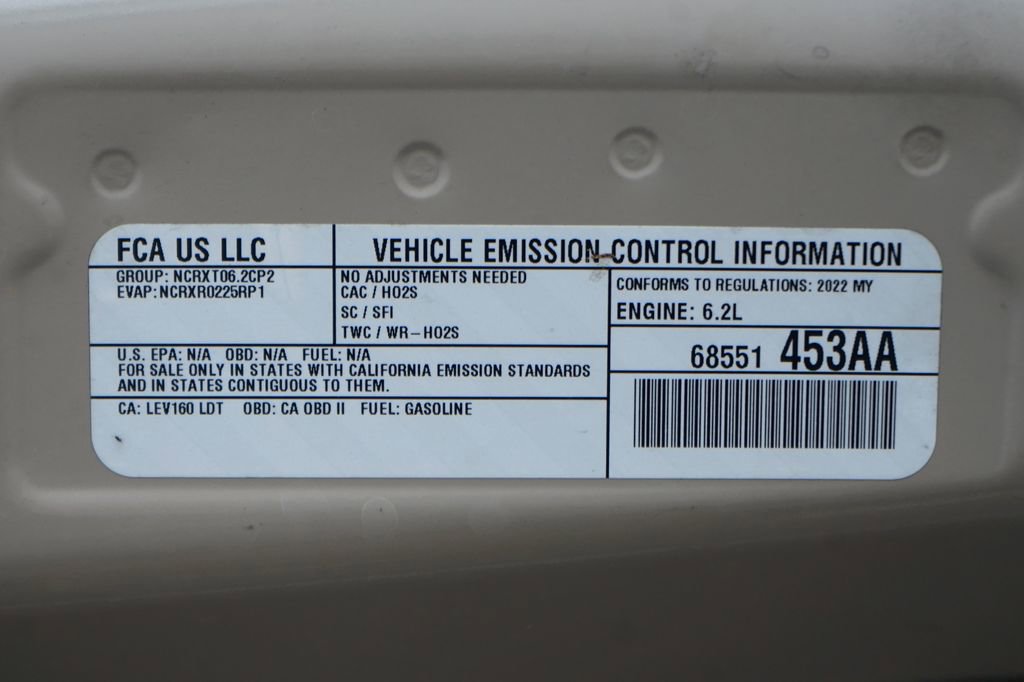 FCA US LLC
VEHICLE EMISSION CONTROL INFORMATION
GROUP: NCRXT06.2CP2
EVAP: NCRXR0225RP1
NO ADJUSTMENTS NEEDED
CAC / HO2S
SC / SFI
TWC / WR-HO2S
CONFORMS TO REGULATIONS: 2022 MY
ENGINE: 6.2L
68551 453AA
U.S. EPA: N/A OBD: N/A FUEL: N/A
FOR SALE ONLY IN STATES WITH CALIFORNIA EMISSION STANDARDS
AND IN STATES CONTIGUOUS TO THEM.
CA: LEV160 LDT OBD: CA OBD II FUEL: GASOLINE